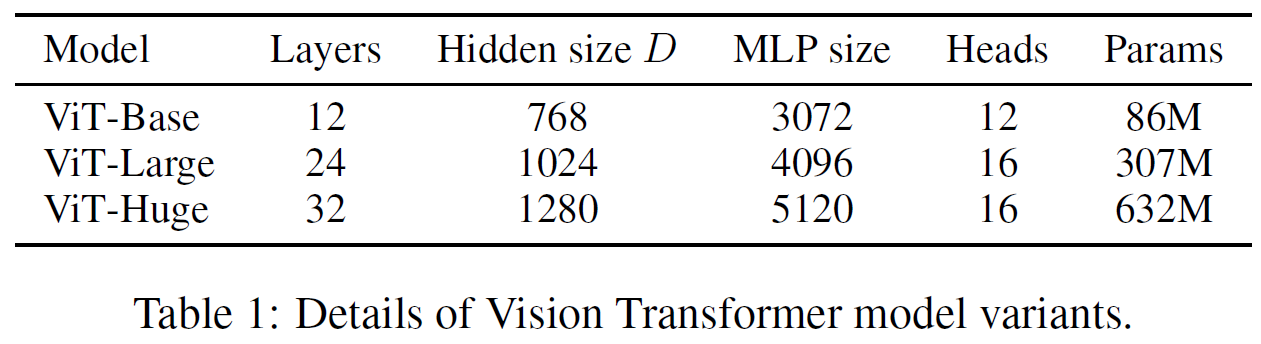 Model Layers Hidden size D MLP size Heads Params
ViT-Base 12 768 3072 12 86M
ViT-Large 24 1024 4096 16 307M
ViT-Huge 32 1280 5120 16 632M
Table 1: Details of Vision Transformer model variants.